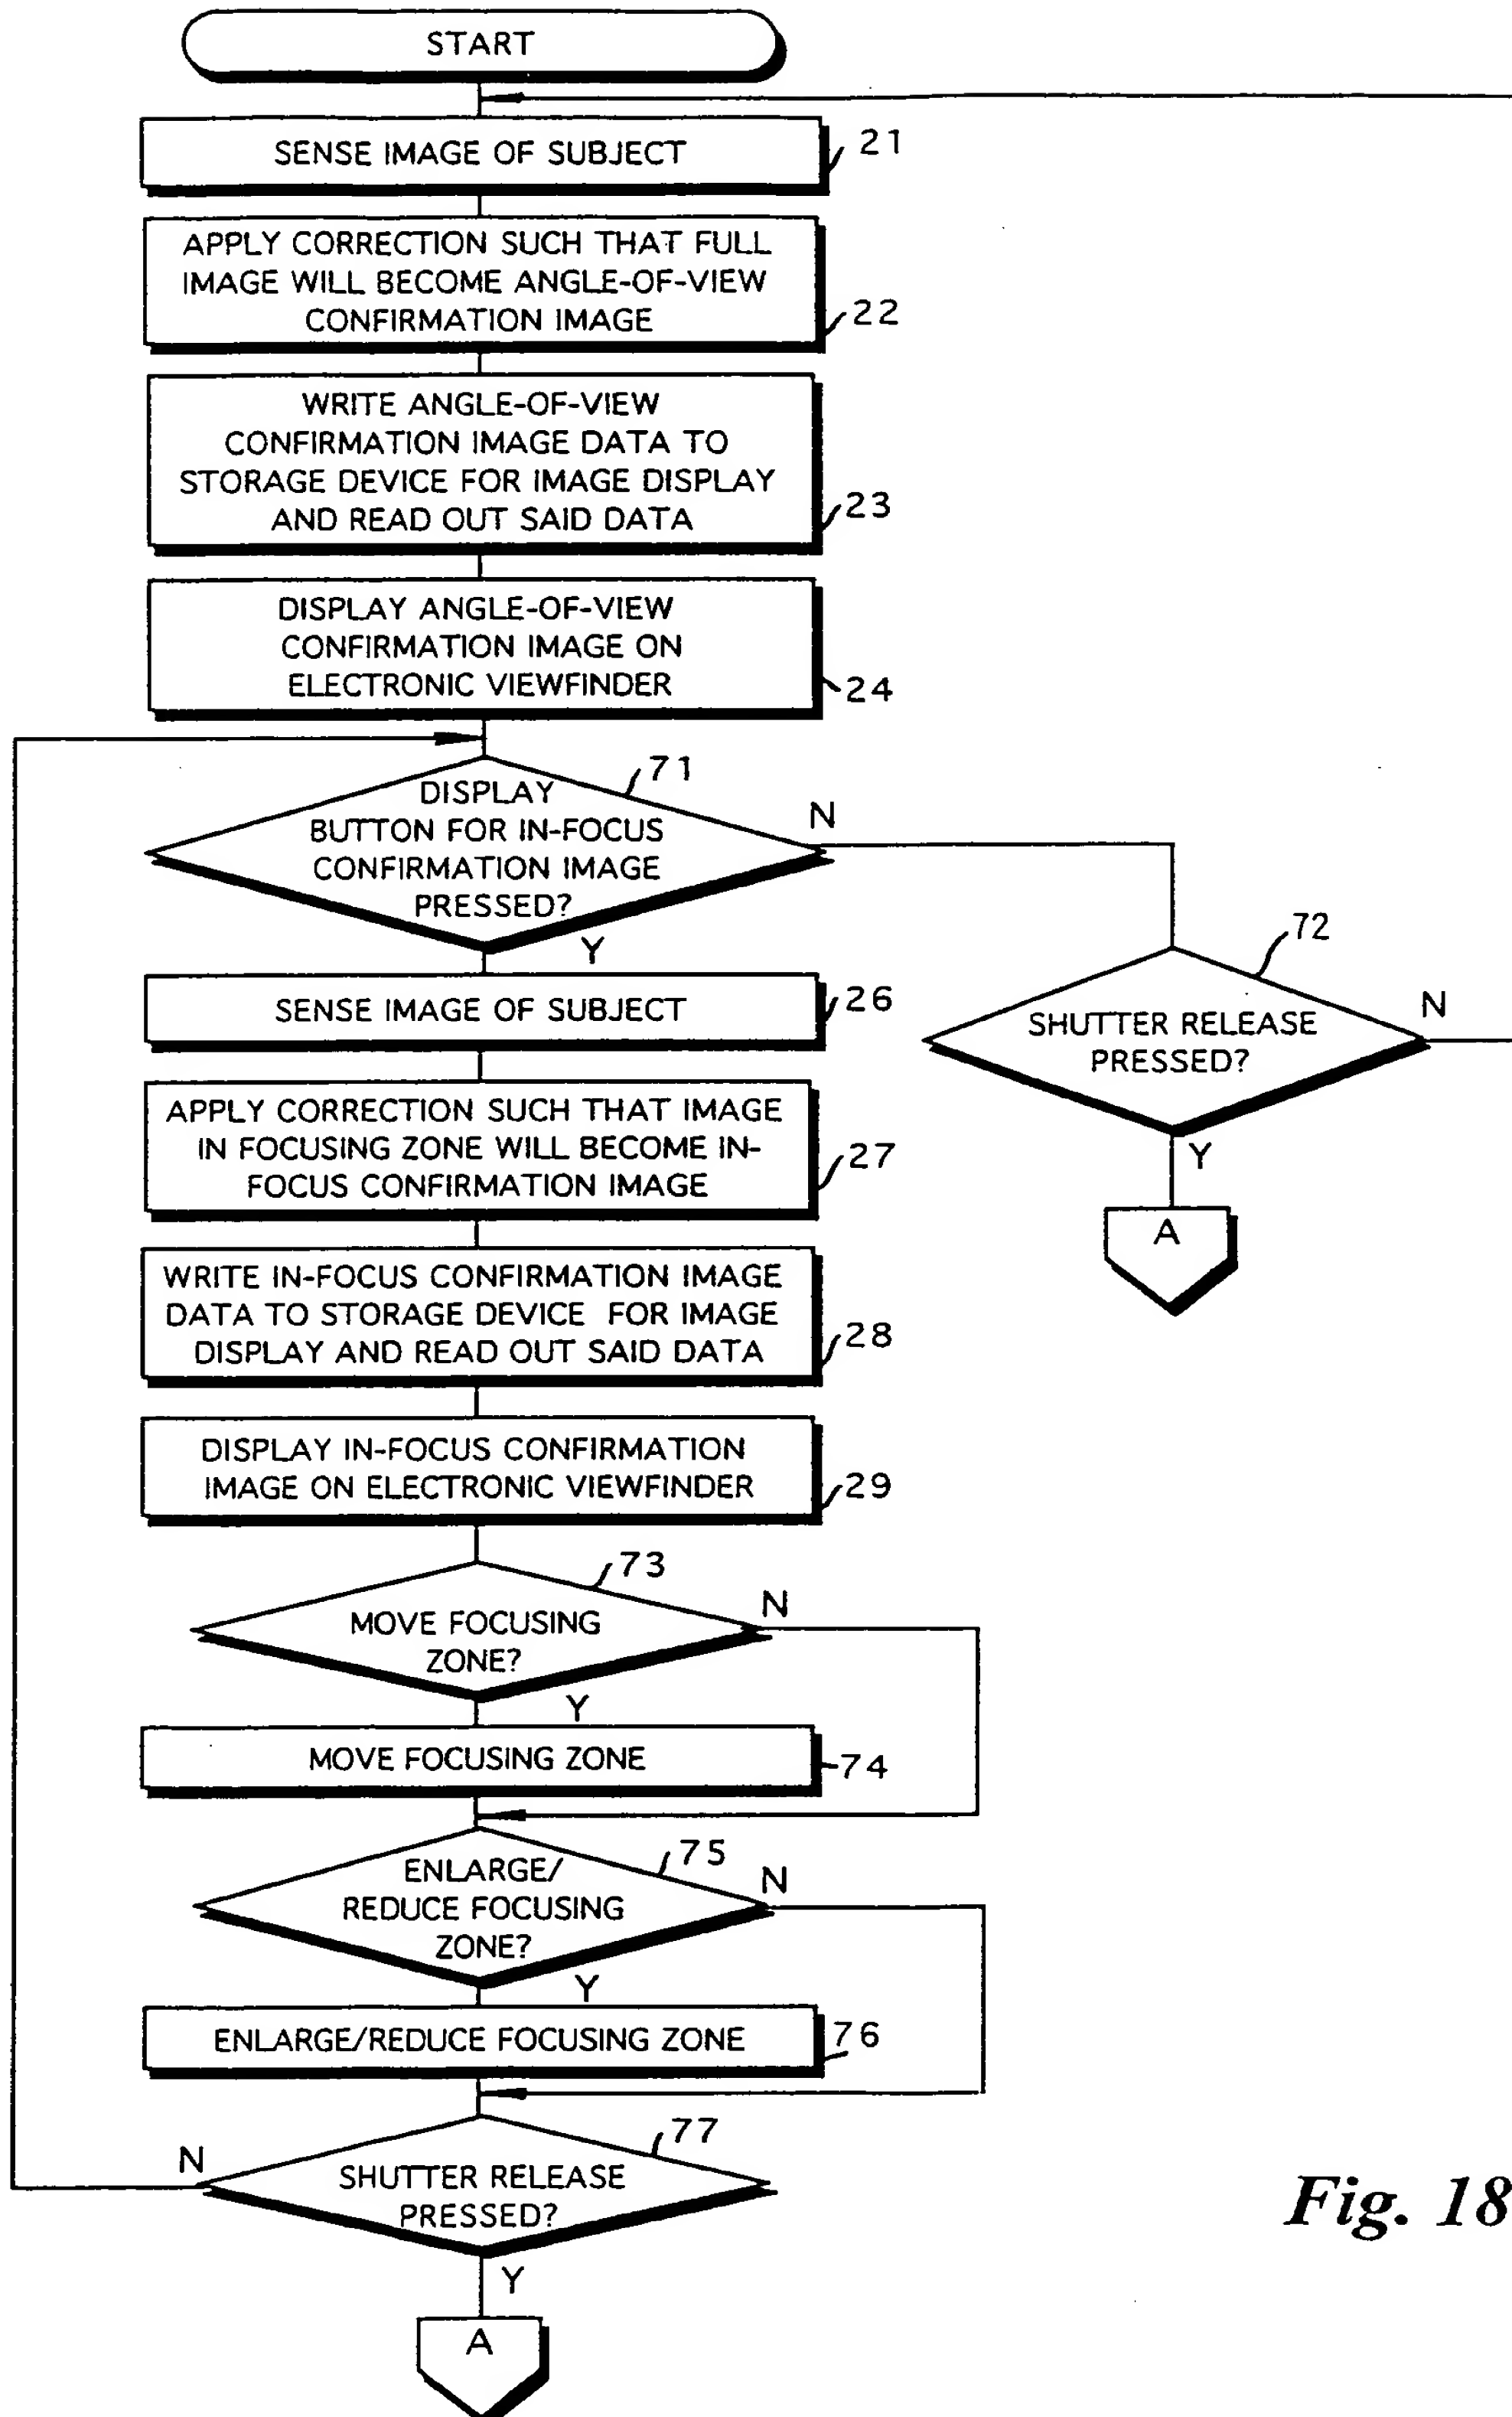 START
SENSE IMAGE OF SUBJECT
21
APPLY CORRECTION SUCH THAT FULL
IMAGE WILL BECOME ANGLE-OF-VIEW
CONFIRMATION IMAGE
22
WRITE ANGLE-OF-VIEW
CONFIRMATION IMAGE DATA TO
STORAGE DEVICE FOR IMAGE DISPLAY
AND READ OUT SAID DATA
23
DISPLAY ANGLE-OF-VIEW
CONFIRMATION IMAGE ON
ELECTRONIC VIEWFINDER
24
71
DISPLAY
BUTTON FOR IN-FOCUS
CONFIRMATION IMAGE
PRESSED?
N
Y
72
SHUTTER RELEASE
PRESSED?
N
Y
A
SENSE IMAGE OF SUBJECT
26
APPLY CORRECTION SUCH THAT IMAGE
IN FOCUSING ZONE WILL BECOME IN-
FOCUS CONFIRMATION IMAGE
27
WRITE IN-FOCUS CONFIRMATION IMAGE
DATA TO STORAGE DEVICE FOR IMAGE
DISPLAY AND READ OUT SAID DATA
28
DISPLAY IN-FOCUS CONFIRMATION
IMAGE ON ELECTRONIC VIEWFINDER
29
73
MOVE FOCUSING
ZONE?
N
Y
MOVE FOCUSING ZONE
74
75
ENLARGE/
REDUCE FOCUSING
ZONE?
N
Y
ENLARGE/REDUCE FOCUSING ZONE
76
77
N
SHUTTER RELEASE
PRESSED?
Y
A
Fig. 18